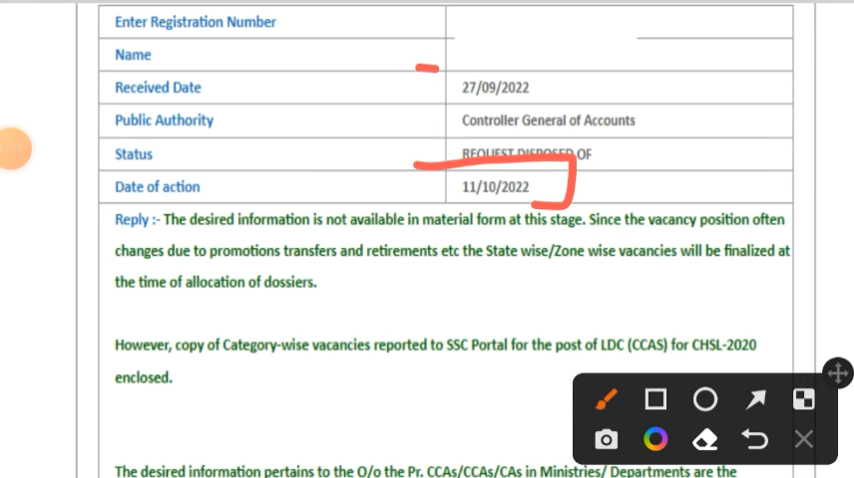 Enter Registration Number
Name
Received Date 27/09/2022
Public Authority Controller General of Accounts
Status REQUEST DISPOSED OF
Date of action 11/10/2022
Reply :- The desired information is not available in material form at this stage. Since the vacancy position often
changes due to promotions transfers and retirements etc the State wise/Zone wise vacancies will be finalized at
the time of allocation of dossiers.
However, copy of Category-wise vacancies reported to SSC Portal for the post of LDC (CCAS) for CHSL-2020
enclosed.
The desired information pertains to the O/o the Pr. CCAs/CCAs/CAs in Ministries/ Departments are the